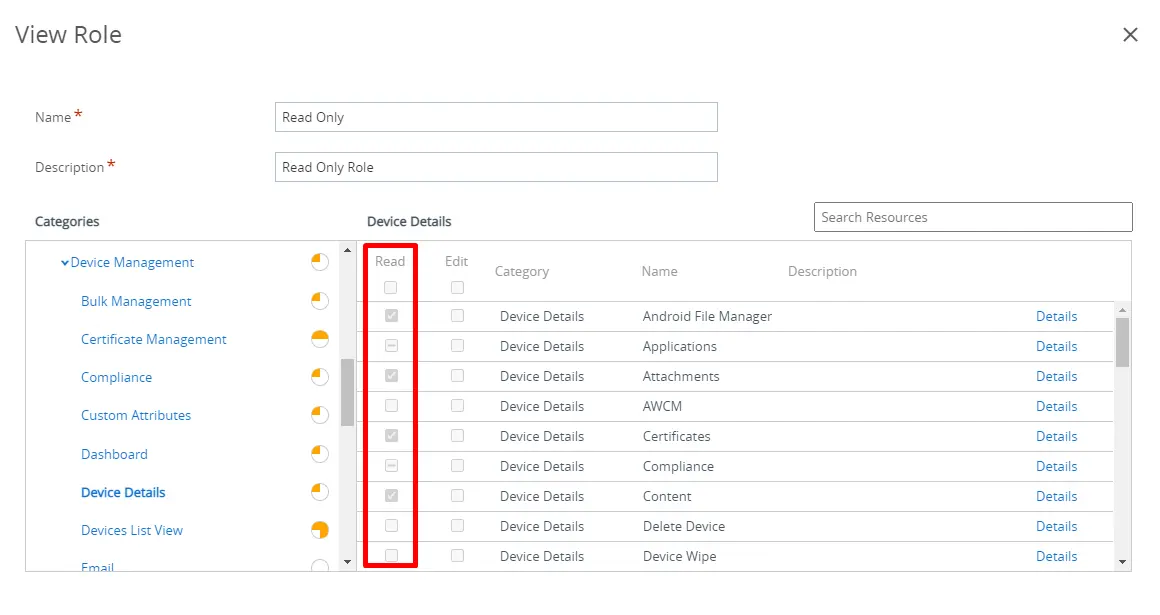 View Role
Name *
Read Only
Description *
Read Only Role
Categories
Device Details
Search Resources
Device Management
Bulk Management
Certificate Management
Compliance
Custom Attributes
Dashboard
Device Details
Devices List View
Email
Read Edit Category Name Description
Device Details Android File Manager Details
Device Details Applications Details
Device Details Attachments Details
Device Details AWCM Details
Device Details Certificates Details
Device Details Compliance Details
Device Details Content Details
Device Details Delete Device Details
Device Details Device Wipe Details